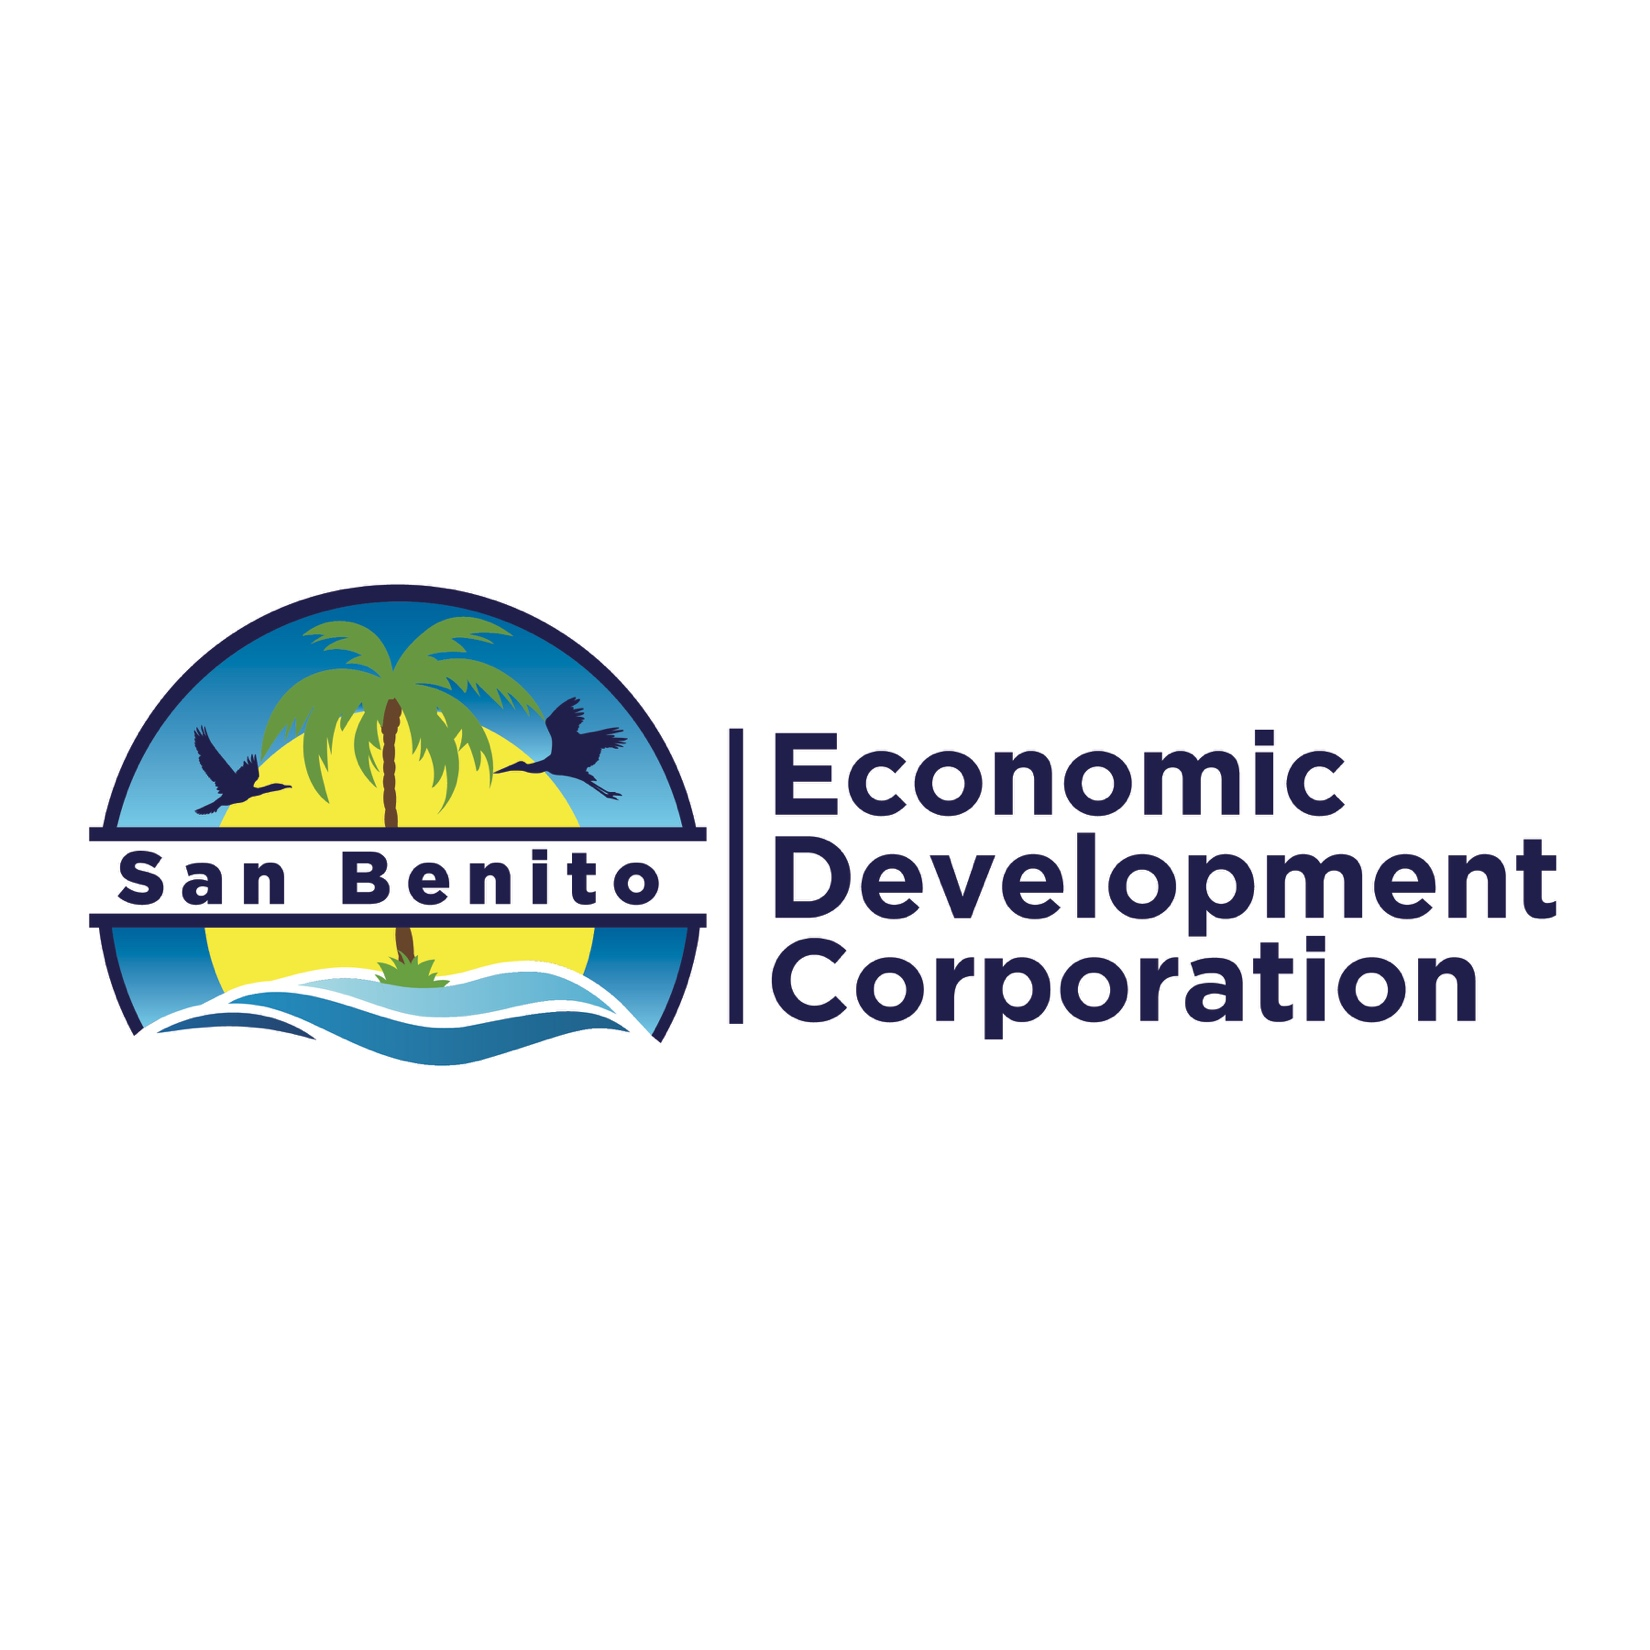 San Benito
Economic
Development
Corporation